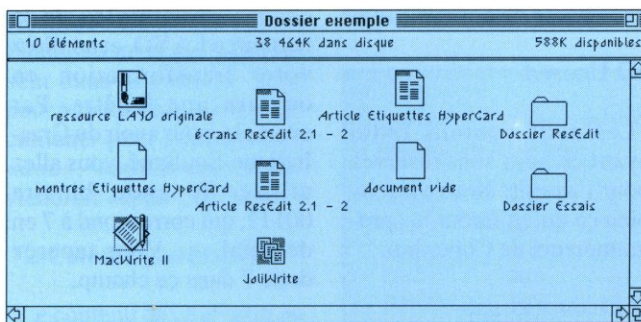 Dossier exemple
10 éléments 38 464K dans disque 588K disponibles
ressource LAYO originale
écrans ResEdit 2.1 - 2
Article Etiquettes HyperCard
Dossier ResEdit
montres Etiquettes HyperCard
Article ResEdit 2.1 - 2
document vide
Dossier Essais
MacWrite II
JoliWrite